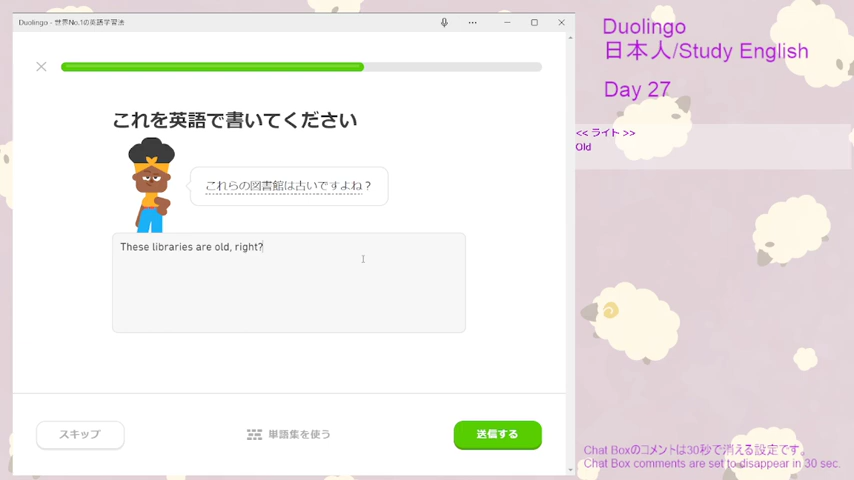 Duolingo - 世界No.1の英語学習法
これを英語で書いてください
これらの図書館は古いですよね？
These libraries are old, right?
スキップ
単語集を使う
送信する
Duolingo
日本人/Study English
Day 27
<< ライト >>
Old
Chat Boxのコメントは30秒で消える設定です
Chat Box comments are set to disappear in 30 sec.